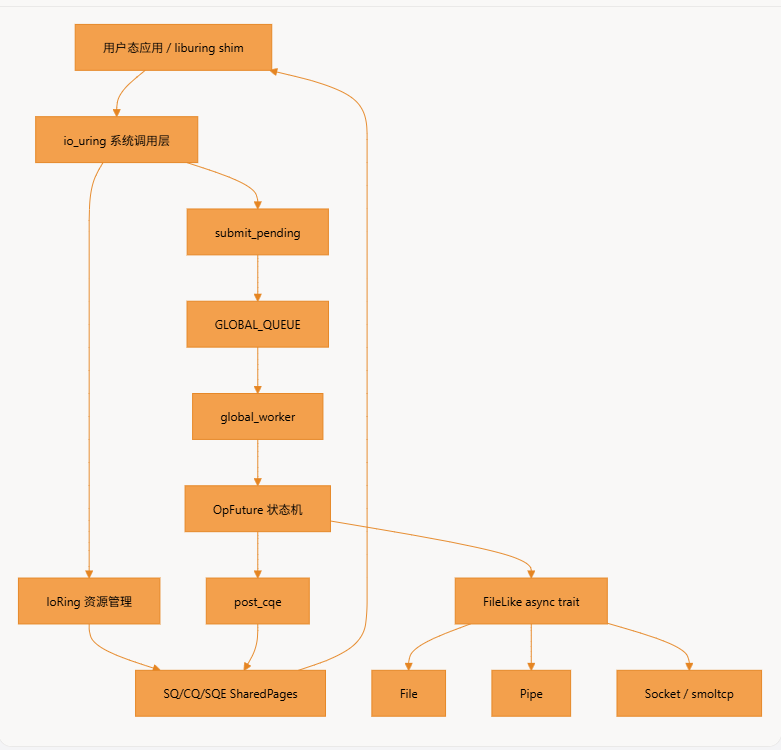 用户态应用 / liburing shim
io_uring 系统调用层
submit_pending
GLOBAL_QUEUE
global_worker
OpFuture 状态机
IoRing 资源管理
post_cqe
FileLike async trait
SQ/CQ/SQE SharedPages
File
Pipe
Socket / smoltcp